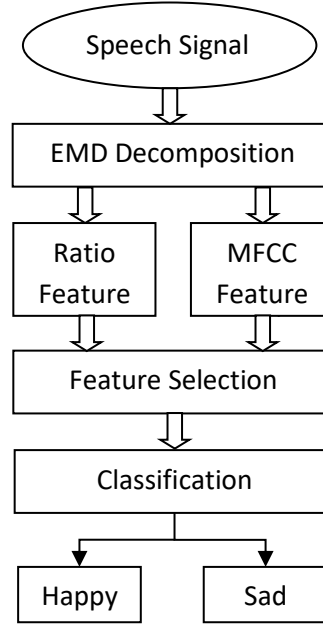 Speech Signal
EMD Decomposition
Ratio
Feature
MFCC
Feature
Feature Selection
Classification
Happy
Sad